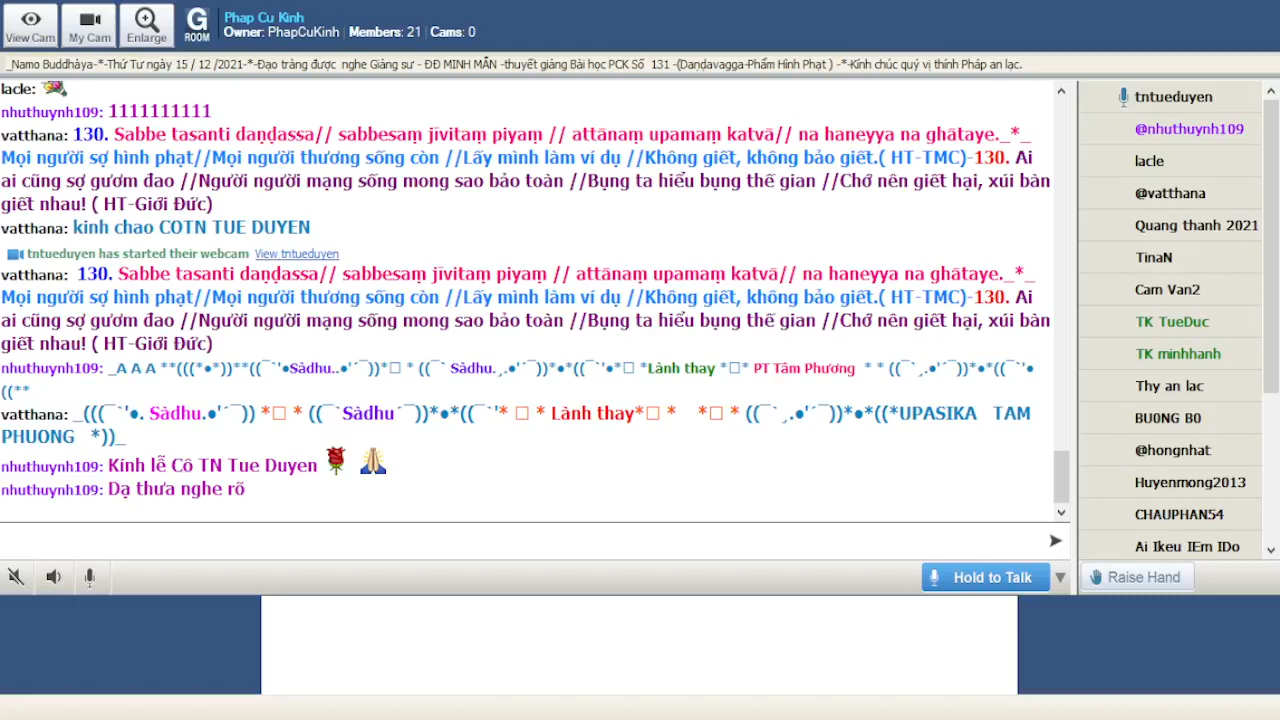 View Cam
My Cam
Enlarge
G
ROOM
Phap Cu Kinh
Owner: PhapCuKinh | Members: 21 | Cams: 0
_Namo Buddhàya-*-Thứ Tư ngày 15 / 12 /2021-*-Đạo tràng được nghe Giảng sư - ĐĐ MINH MẪN -thuyết giảng Bài học PCK Số 131 -(Daṇḍavagga-Phẩm Hình Phạt ) -*-Kính chúc quý vị thính Pháp an lạc.
lacle:
nhuthuynh109: 1111111111
vatthana: 130. Sabbe tasanti daṇḍassa// sabbesaṃ jīvitaṃ piyaṃ // attānaṃ upamaṃ katvā// na haneyya na ghātaye._*_
Mọi người sợ hình phạt//Mọi người thương sống còn //Lấy mình làm ví dụ //Không giết, không bảo giết.( HT-TMC)-130. Ai
ai cũng sợ gươm đao //Người người mạng sống mong sao bảo toàn //Bụng ta hiểu bụng thế gian //Chớ nên giết hại, xúi bàn
giết nhau! ( HT-Giới Đức)
vatthana: kinh chao COTN TUE DUYEN
tntueduyen has started their webcam View tntueduyen
vatthana: 130. Sabbe tasanti daṇḍassa// sabbesaṃ jīvitaṃ piyaṃ // attānaṃ upamaṃ katvā// na haneyya na ghātaye._*_
Mọi người sợ hình phạt//Mọi người thương sống còn //Lấy mình làm ví dụ //Không giết, không bảo giết.( HT-TMC)-130. Ai
ai cũng sợ gươm đao //Người người mạng sống mong sao bảo toàn //Bụng ta hiểu bụng thế gian //Chớ nên giết hại, xúi bàn
giết nhau! ( HT-Giới Đức)
nhuthuynh109: _A A A **(((*●*))**((¯`'●Sàdhu..●'´¯))*□ * ((¯` Sàdhu.¸.●'´¯))*●*((¯`'●*□ *Lành thay *□* PT Tâm Phương * * ((¯`¸.●'´¯))*●*((¯`'●
((**
vatthana: _(((¯`'●. Sàdhu.●'´¯)) *□ * ((¯`Sàdhu´¯))*●*((¯`'* □ * Lành thay*□ * *□ * ((¯`¸.●'´¯))*●*((*UPASIKA TAM
PHUONG *))_
nhuthuynh109: Kính lễ Cô TN Tue Duyen
nhuthuynh109: Dạ thưa nghe rõ
Hold to Talk
tntueduyen
@nhuthuynh109
lacle
@vatthana
Quang thanh 2021
TinaN
Cam Van2
TK TueDuc
TK minhhanh
Thy an lac
BU0NG B0
@hongnhat
Huyenmong2013
CHAUPHAN54
Ai Ikeu IEm IDo
Raise Hand